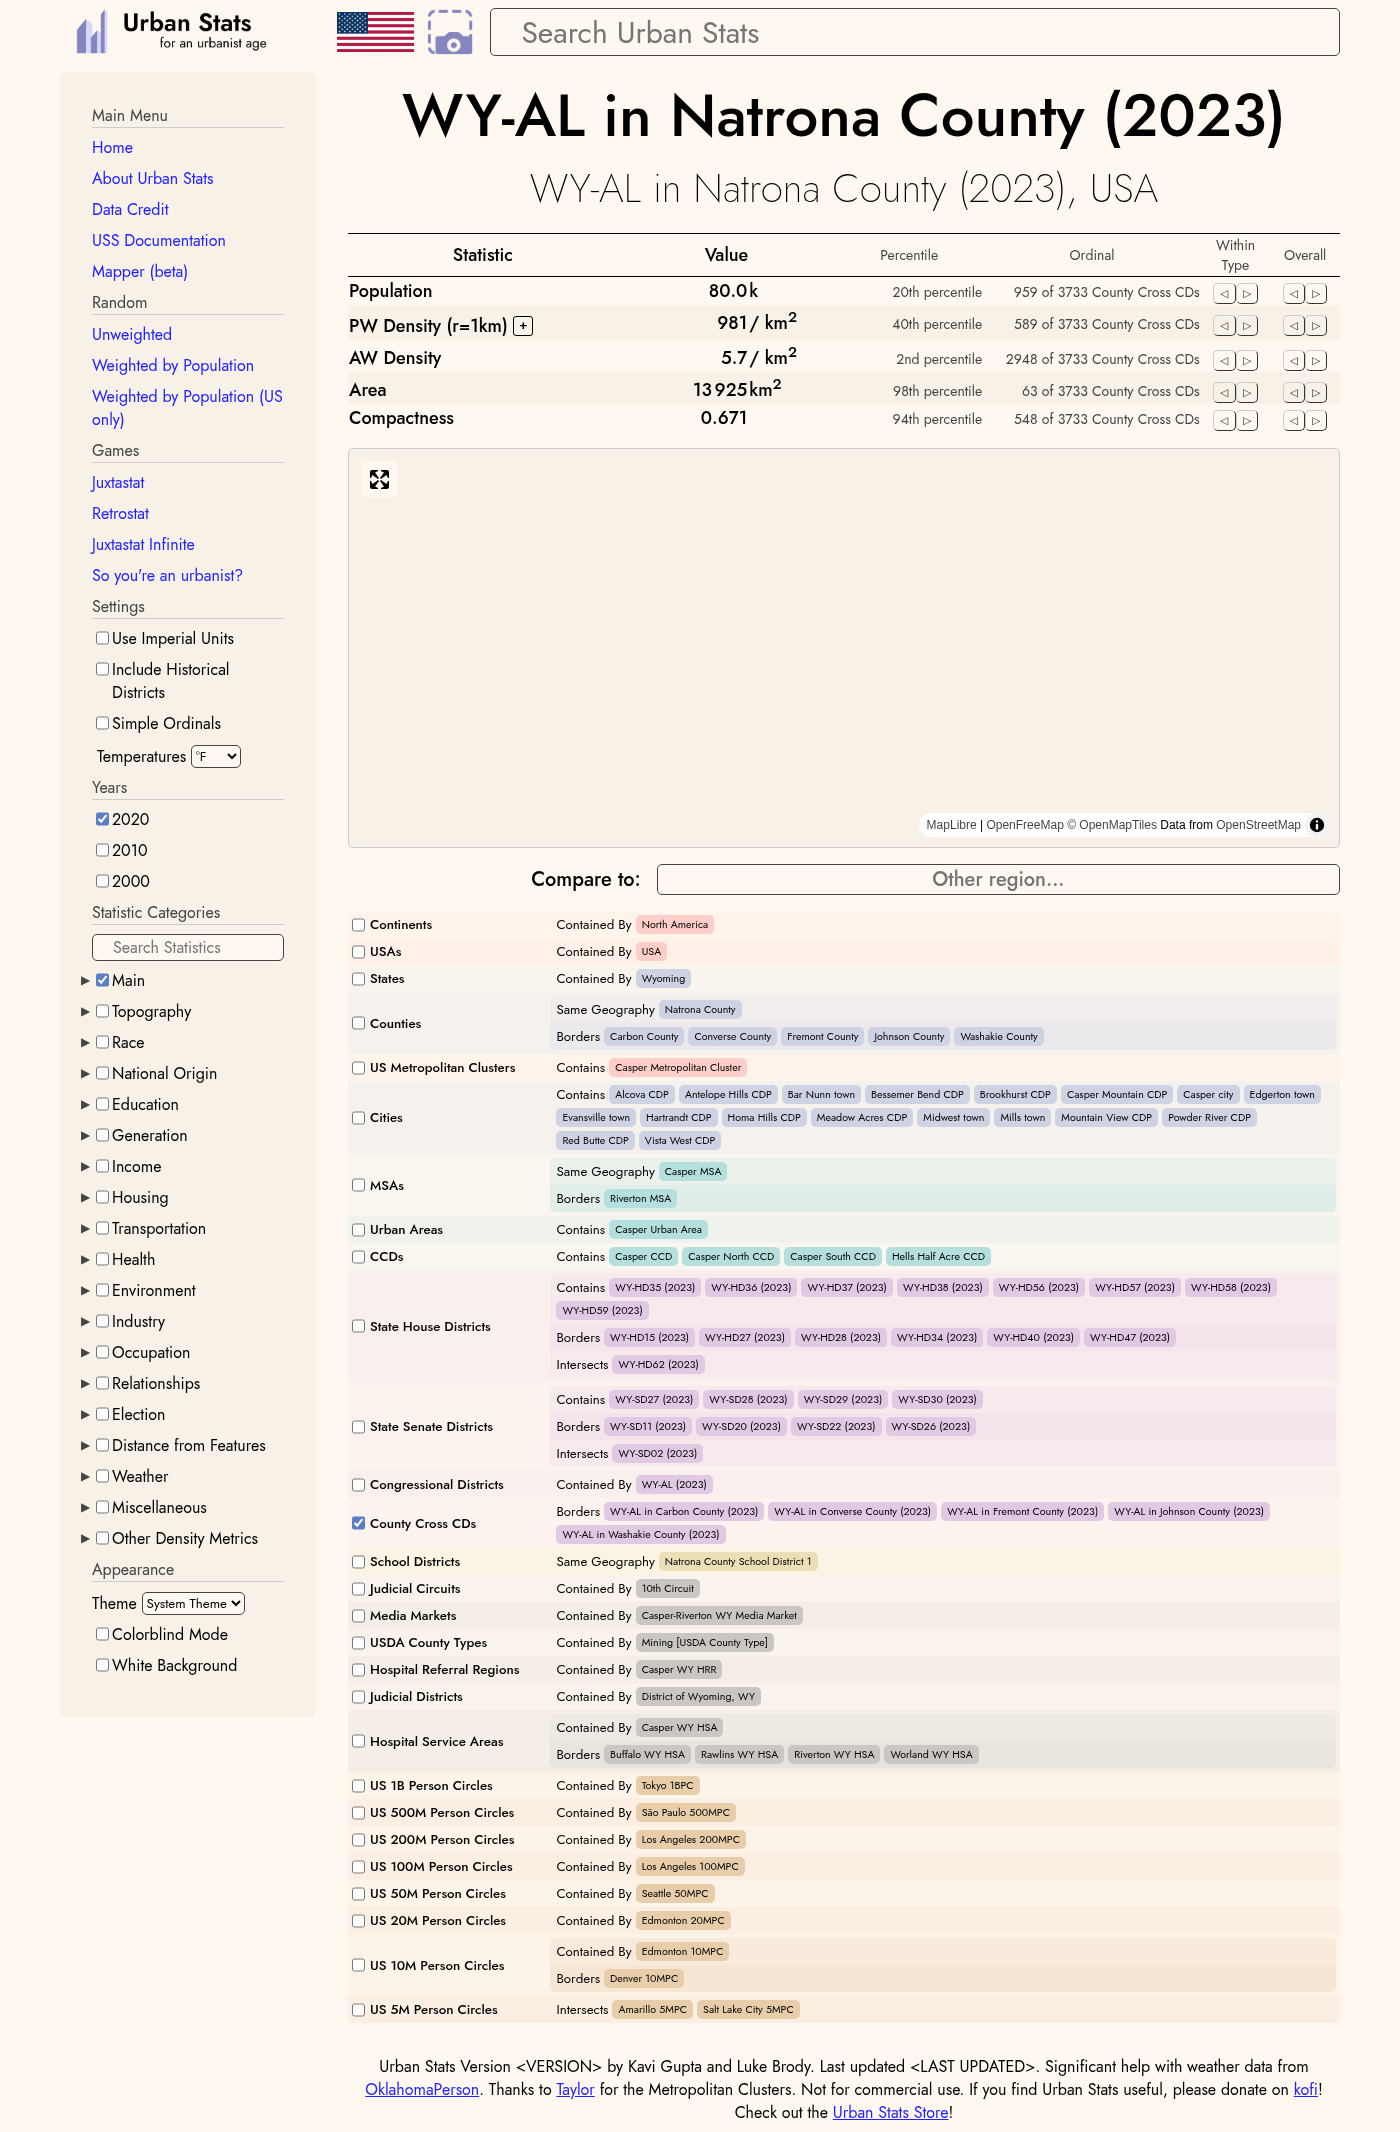 Urban Stats
for an urbanist age
Search Urban Stats
Main Menu
Home
About Urban Stats
Data Credit
USS Documentation
Mapper (beta)
Random
Unweighted
Weighted by Population
Weighted by Population (US
only)
Games
Juxtastat
Retrostat
Juxtastat Infinite
So you're an urbanist?
Settings
Use Imperial Units
Include Historical
Districts
Simple Ordinals
Temperatures °F
Years
2020
2010
2000
Statistic Categories
Search Statistics
Main
Topography
Race
National Origin
Education
Generation
Income
Housing
Transportation
Health
Environment
Industry
Occupation
Relationships
Election
Distance from Features
Weather
Miscellaneous
Other Density Metrics
Appearance
Theme System Theme
Colorblind Mode
White Background
WY-AL in Natrona County (2023)
WY-AL in Natrona County (2023), USA
Statistic Value Percentile Ordinal Within Type Overall
Population 80.0 k 20th percentile 959 of 3733 County Cross CDs
PW Density (r=1km) + 981 / km² 40th percentile 589 of 3733 County Cross CDs
AW Density 5.7 / km² 2nd percentile 2948 of 3733 County Cross CDs
Area 13 925 km² 98th percentile 63 of 3733 County Cross CDs
Compactness 0.671 94th percentile 548 of 3733 County Cross CDs
MapLibre | OpenFreeMap © OpenMapTiles Data from OpenStreetMap
Compare to: Other region...
Continents Contained By North America
USAs Contained By USA
States Contained By Wyoming
Counties Same Geography Natrona County
Borders Carbon County Converse County Fremont County Johnson County Washakie County
US Metropolitan Clusters Contains Casper Metropolitan Cluster
Cities Contains Alcova CDP Antelope Hills CDP Bar Nunn town Bessemer Bend CDP Brookhurst CDP Casper Mountain CDP Casper city Edgerton town
Evansville town Hartrandt CDP Homa Hills CDP Meadow Acres CDP Midwest town Mills town Mountain View CDP Powder River CDP
Red Butte CDP Vista West CDP
MSAs Same Geography Casper MSA
Borders Riverton MSA
Urban Areas Contains Casper Urban Area
CCDs Contains Casper CCD Casper North CCD Casper South CCD Hells Half Acre CCD
State House Districts Contains WY-HD35 (2023) WY-HD36 (2023) WY-HD37 (2023) WY-HD38 (2023) WY-HD56 (2023) WY-HD57 (2023) WY-HD58 (2023)
WY-HD59 (2023)
Borders WY-HD15 (2023) WY-HD27 (2023) WY-HD28 (2023) WY-HD34 (2023) WY-HD40 (2023) WY-HD47 (2023)
Intersects WY-HD62 (2023)
State Senate Districts Contains WY-SD27 (2023) WY-SD28 (2023) WY-SD29 (2023) WY-SD30 (2023)
Borders WY-SD11 (2023) WY-SD20 (2023) WY-SD22 (2023) WY-SD26 (2023)
Intersects WY-SD02 (2023)
Congressional Districts Contained By WY-AL (2023)
County Cross CDs Borders WY-AL in Carbon County (2023) WY-AL in Converse County (2023) WY-AL in Fremont County (2023) WY-AL in Johnson County (2023)
WY-AL in Washakie County (2023)
School Districts Same Geography Natrona County School District 1
Judicial Circuits Contained By 10th Circuit
Media Markets Contained By Casper-Riverton WY Media Market
USDA County Types Contained By Mining [USDA County Type]
Hospital Referral Regions Contained By Casper WY HRR
Judicial Districts Contained By District of Wyoming, WY
Hospital Service Areas Contained By Casper WY HSA
Borders Buffalo WY HSA Rawlins WY HSA Riverton WY HSA Worland WY HSA
US 1B Person Circles Contained By Tokyo 1BPC
US 500M Person Circles Contained By São Paulo 500MPC
US 200M Person Circles Contained By Los Angeles 200MPC
US 100M Person Circles Contained By Los Angeles 100MPC
US 50M Person Circles Contained By Seattle 50MPC
US 20M Person Circles Contained By Edmonton 20MPC
US 10M Person Circles Contained By Edmonton 10MPC
Borders Denver 10MPC
US 5M Person Circles Intersects Amarillo 5MPC Salt Lake City 5MPC
Urban Stats Version <VERSION> by Kavi Gupta and Luke Brody. Last updated <LAST UPDATED>. Significant help with weather data from
OklahomaPerson. Thanks to Taylor for the Metropolitan Clusters. Not for commercial use. If you find Urban Stats useful, please donate on kofi!
Check out the Urban Stats Store!